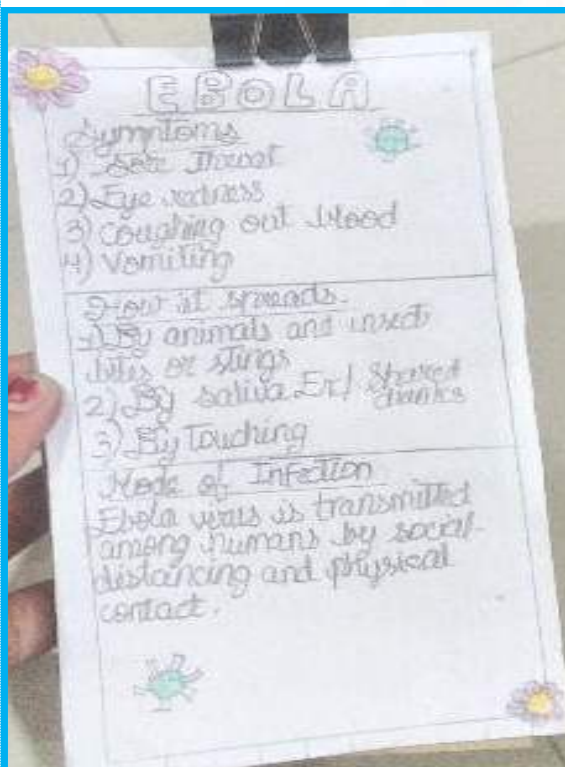 EBOLA
Symptoms
1) Sore Throat
2) Eye redness
3) Coughing out blood
4) Vomiting
How it spreads.
1) By animals and insect
bites or stings
2) By saliva Ex/ Shared drinks
3) By Touching
Mode of Infection
Ebola virus is transmitted
among humans by social-
distancing and physical
contact.